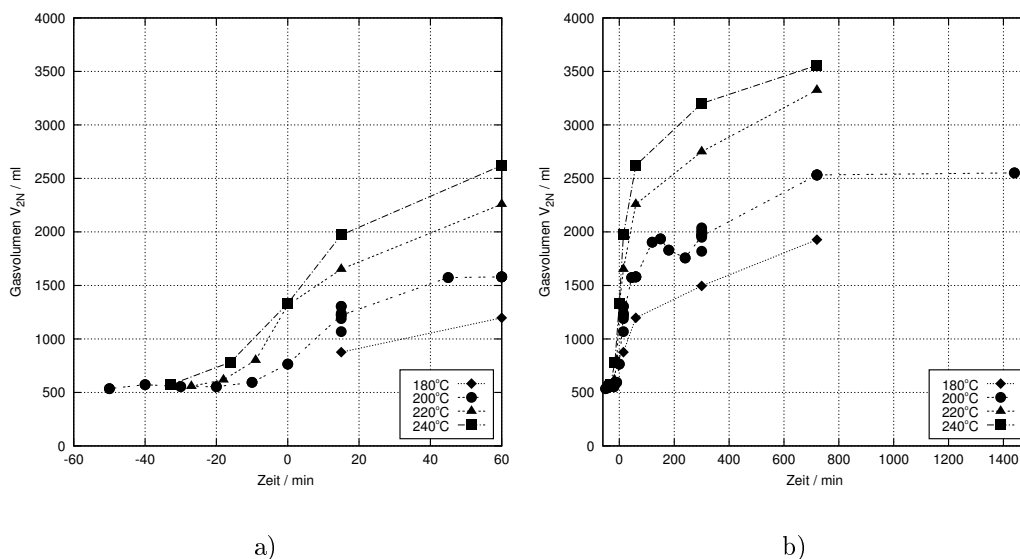 4000
3500
3000
2500
2000
1500
1000
500
0
Gasvolumen V2N / ml
-60 -40 -20 0 20 40 60
Zeit / min
180°C
200°C
220°C
240°C
a)
4000
3500
3000
2500
2000
1500
1000
500
0
Gasvolumen V2N / ml
0 200 400 600 800 1000 1200 1400
Zeit / min
180°C
200°C
220°C
240°C
b)